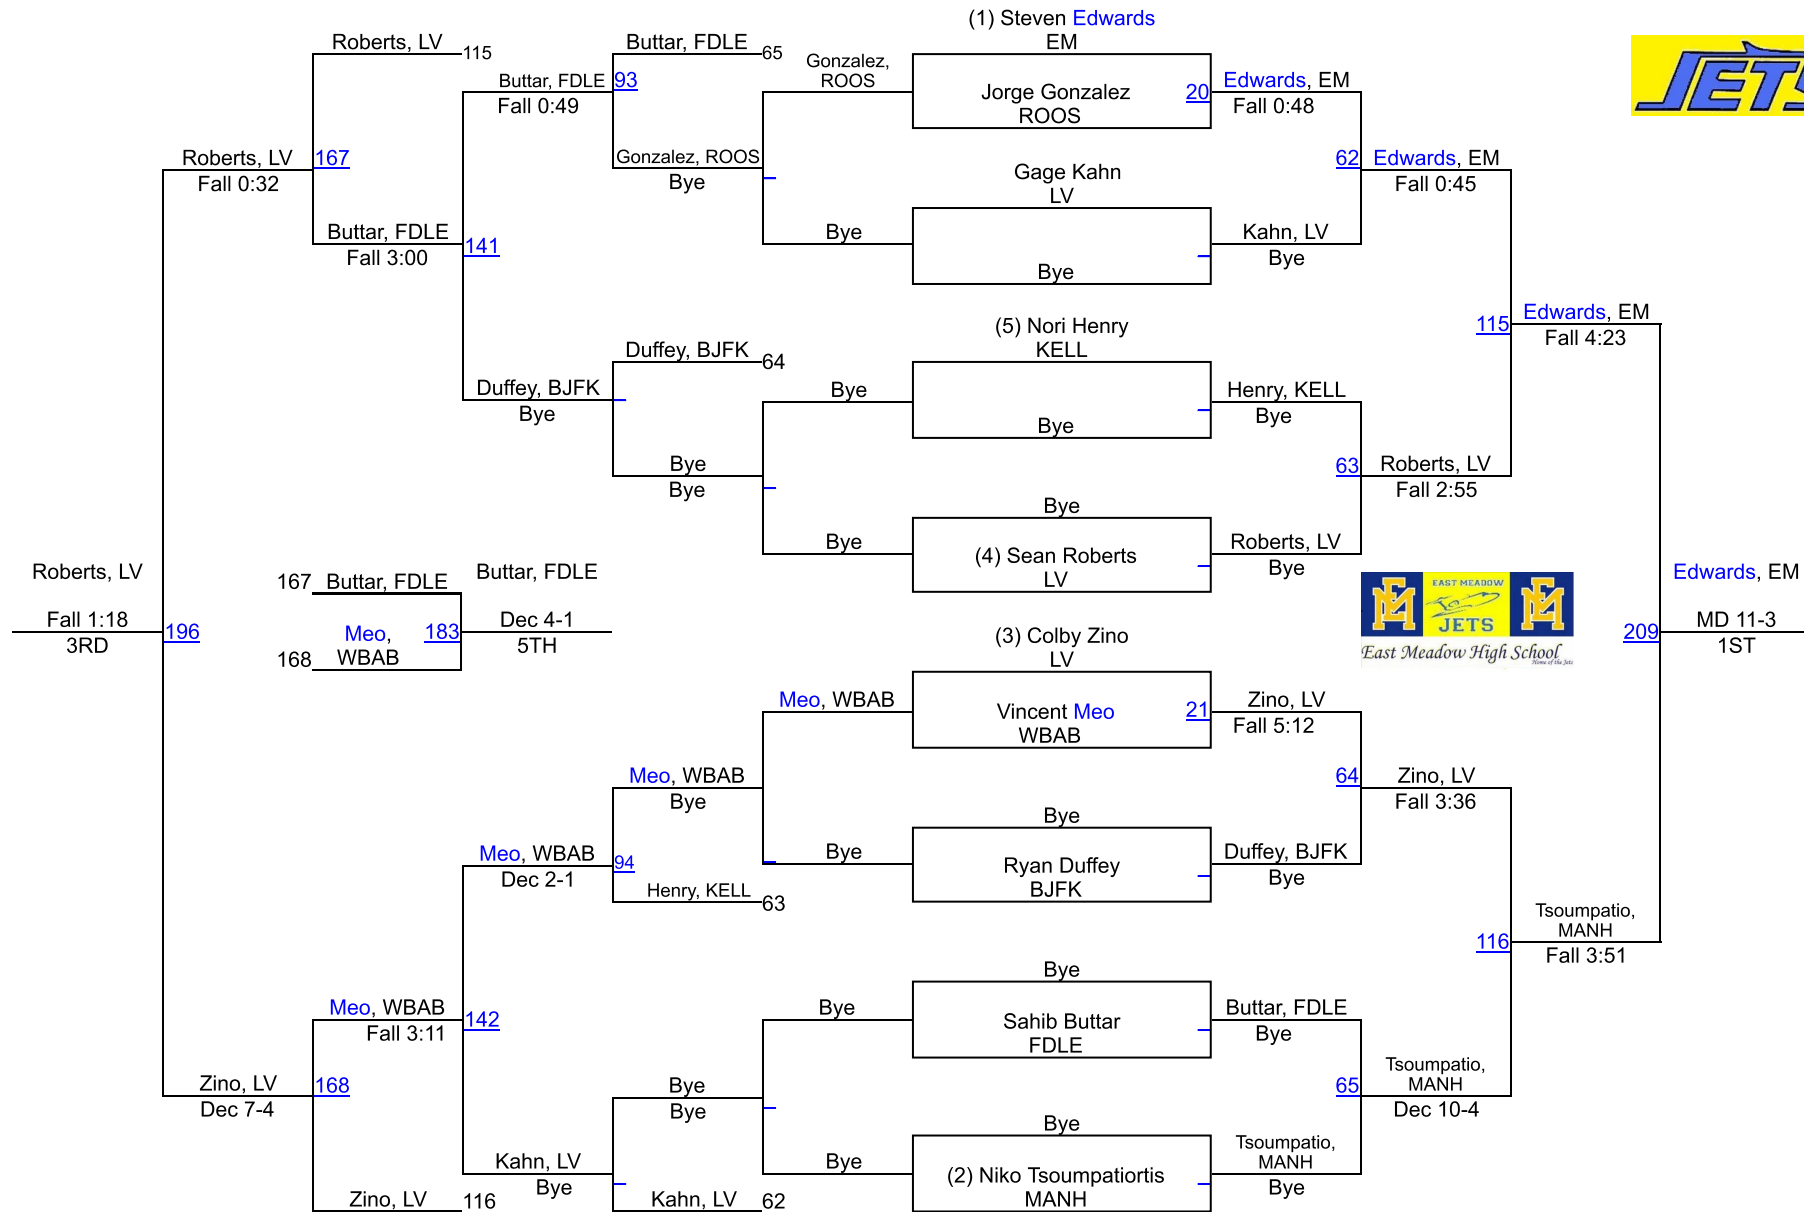 (1) Steven Edwards
EM
Roberts, LV
115
Buttar, FDLE
65
Gonzalez,
ROOS
JETS
Buttar, FDLE
93
Fall 0:49
Jorge Gonzalez
ROOS
20
Edwards, EM
Fall 0:48
Roberts, LV
167
Fall 0:32
Gonzalez, ROOS
Bye
Gage Kahn
LV
62
Edwards, EM
Fall 0:45
Buttar, FDLE
141
Fall 3:00
Bye
Bye
Kahn, LV
Bye
(5) Nori Henry
KELL
115
Edwards, EM
Fall 4:23
Duffey, BJFK
64
Duffey, BJFK
Bye
Bye
Bye
Henry, KELL
Bye
Bye
Bye
63
Roberts, LV
Fall 2:55
Bye
Bye
(4) Sean Roberts
LV
Roberts, LV
Bye
Roberts, LV
Fall 1:18
3RD
196
167
Buttar, FDLE
Meo,
WBAB
168
183
Buttar, FDLE
Dec 4-1
5TH
EM
EAST MEADOW
JETS
EM
East Meadow High School
Home of the Jets
209
Edwards, EM
MD 11-3
1ST
(3) Colby Zino
LV
Meo, WBAB
Vincent Meo
WBAB
21
Zino, LV
Fall 5:12
Meo, WBAB
Bye
64
Zino, LV
Fall 3:36
Bye
Meo, WBAB
94
Dec 2-1
Bye
Ryan Duffey
BJFK
Duffey, BJFK
Bye
Henry, KELL
63
116
Tsoumpatio,
MANH
Fall 3:51
Bye
Meo, WBAB
142
Fall 3:11
Bye
Sahib Buttar
FDLE
Buttar, FDLE
Bye
Zino, LV
168
Dec 7-4
Bye
Bye
65
Tsoumpatio,
MANH
Dec 10-4
Bye
Kahn, LV
Bye
Bye
(2) Niko Tsoumpatiortis
MANH
Tsoumpatio,
MANH
Bye
Zino, LV
116
Kahn, LV
62